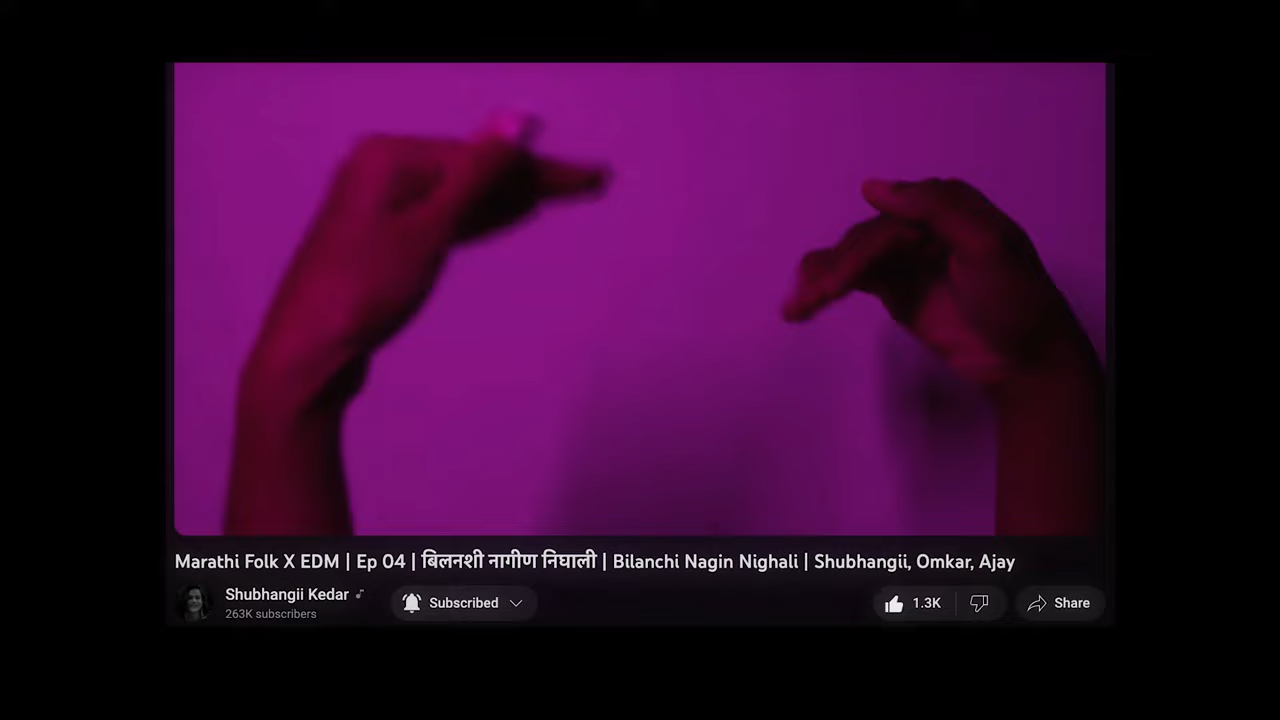 Marathi Folk X EDM | Ep 04 | बिलनशी नागीण निघाली | Bilanchi Nagin Nighali | Shubhangii, Omkar, Ajay
Shubhangii Kedar
263K subscribers
Subscribed
1.3K
Share